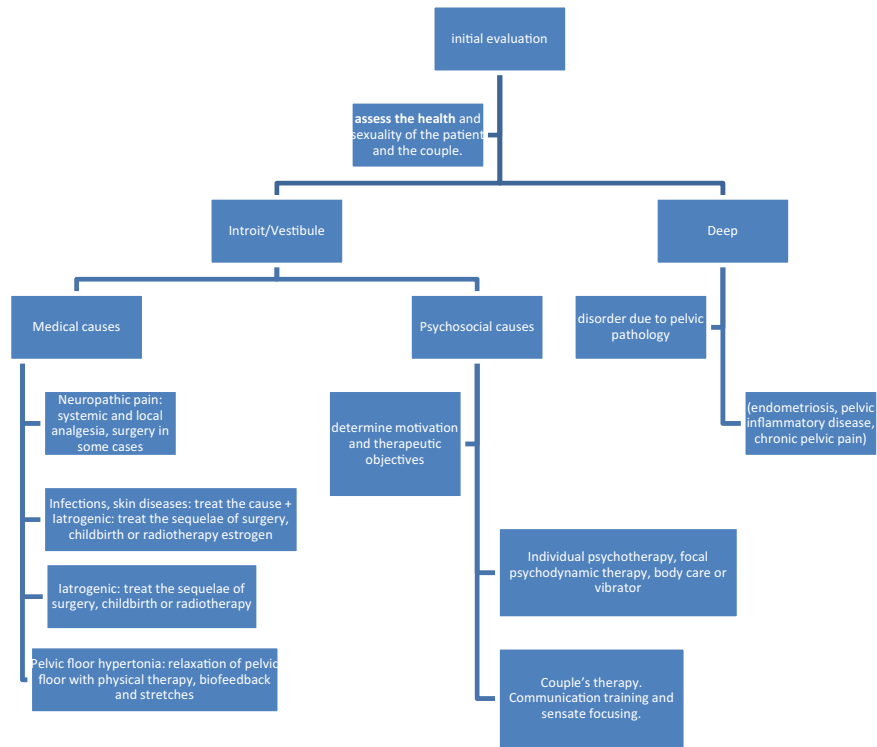 initial evaluation
assess the health and
sexuality of the patient
and the couple.
Introit/Vestibule
Deep
Medical causes
Psychosocial causes
disorder due to pelvic
pathology
Neuropathic pain:
systemic and local
analgesia, surgery in
some cases
determine motivation
and therapeutic
objectives
(endometriosis, pelvic
inflammatory disease,
chronic pelvic pain)
Infections, skin diseases: treat the cause +
Iatrogenic: treat the sequelae of surgery,
childbirth or radiotherapy estrogen
Individual psychotherapy, focal
psychodynamic therapy, body care or
vibrator
Iatrogenic: treat the sequelae of
surgery, childbirth or radiotherapy
Pelvic floor hypertonia: relaxation of pelvic
floor with physical therapy, biofeedback
and stretches
Couple's therapy.
Communication training and
sensate focusing.